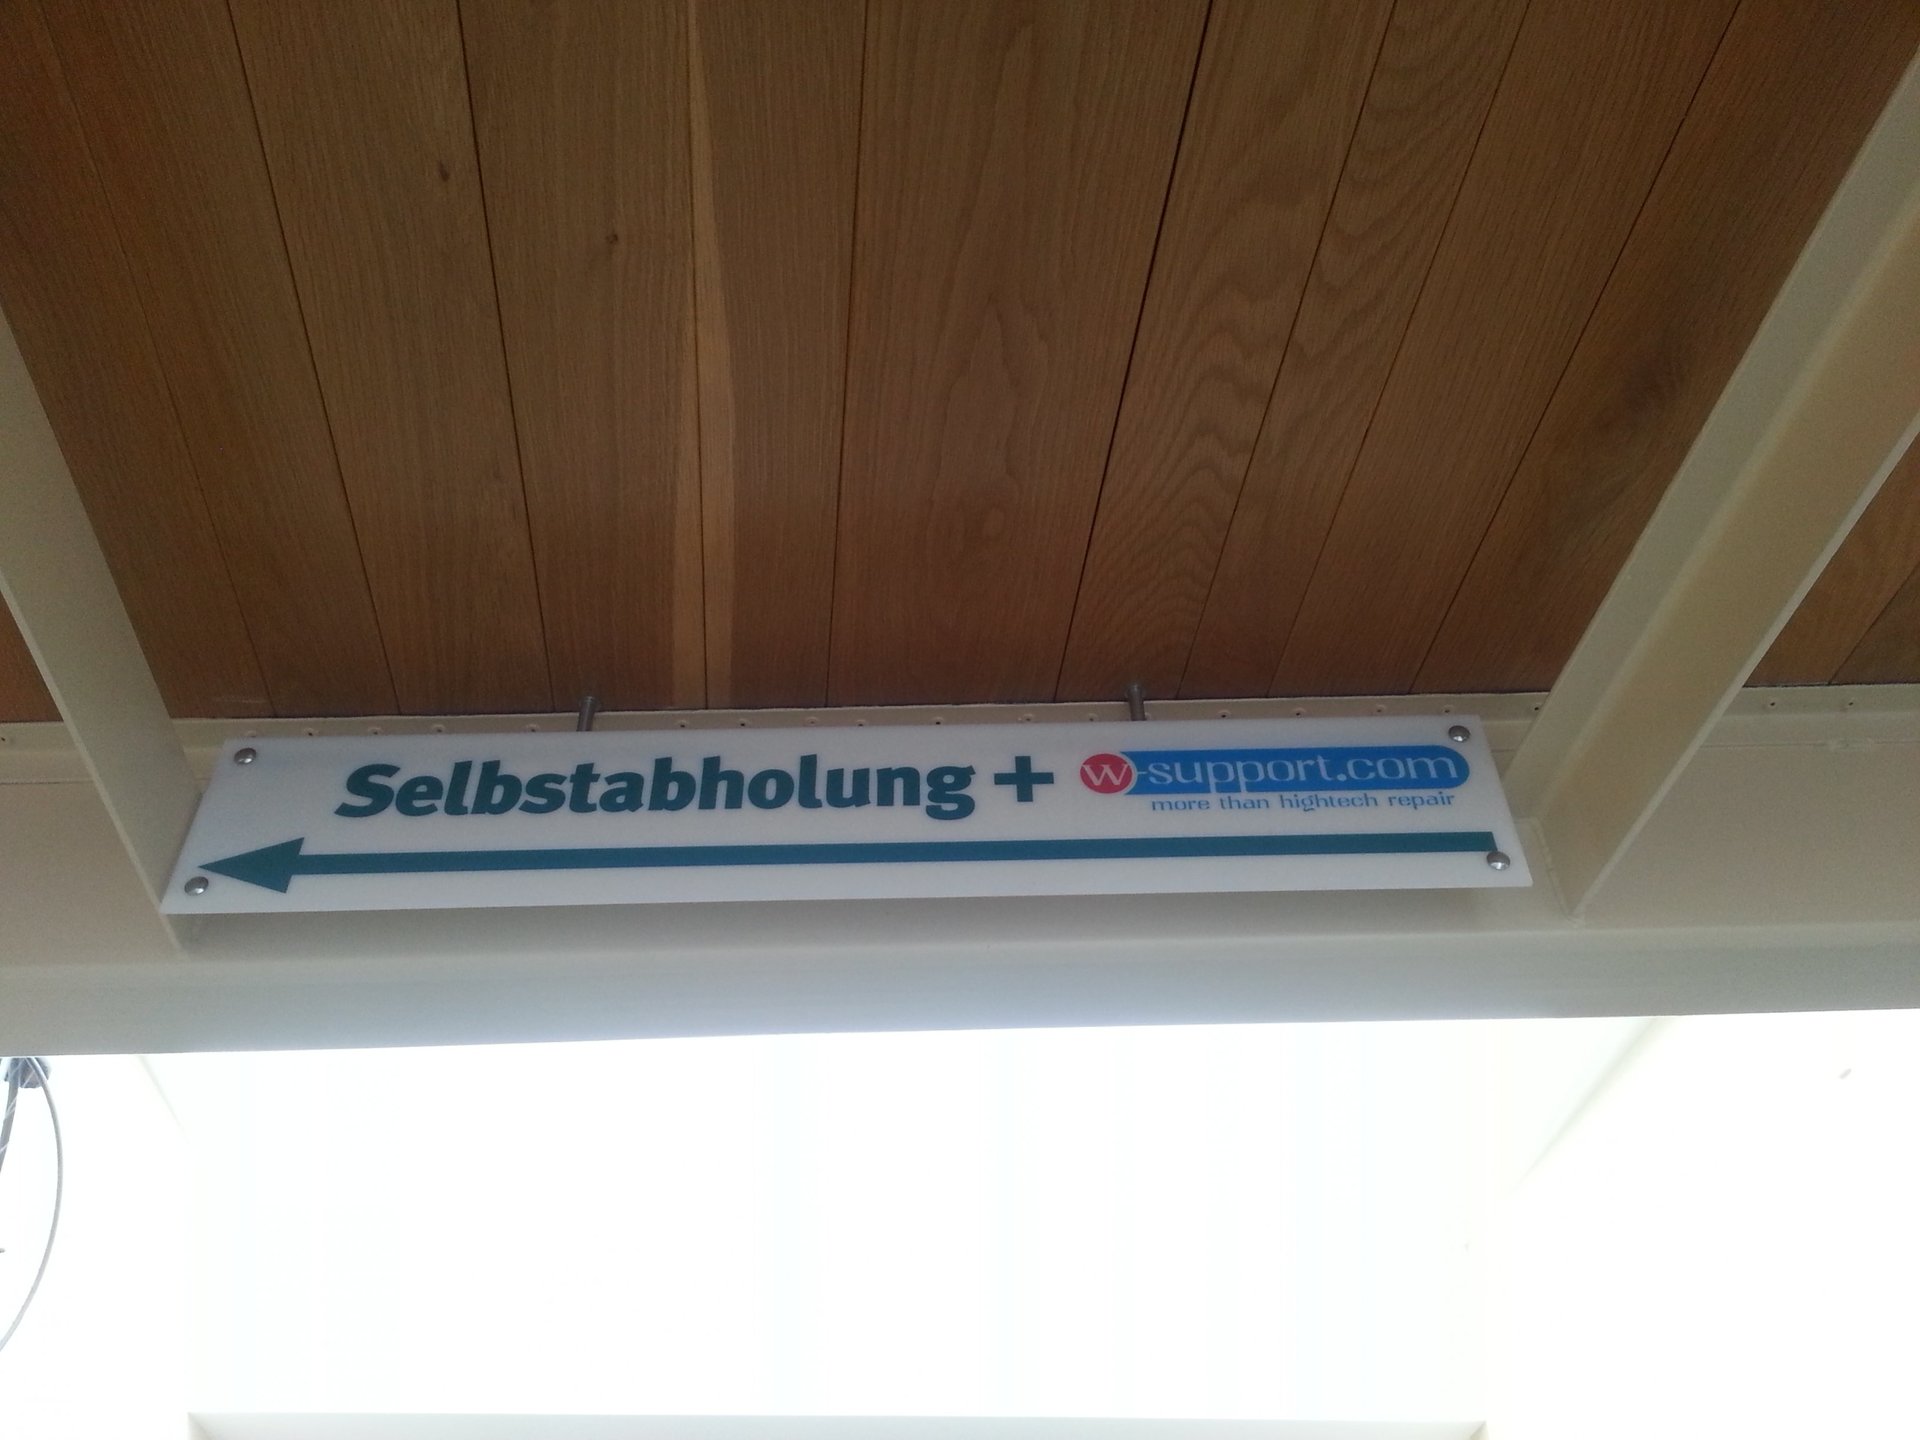 Selbstabholung + w-support.com
more than hightech repair